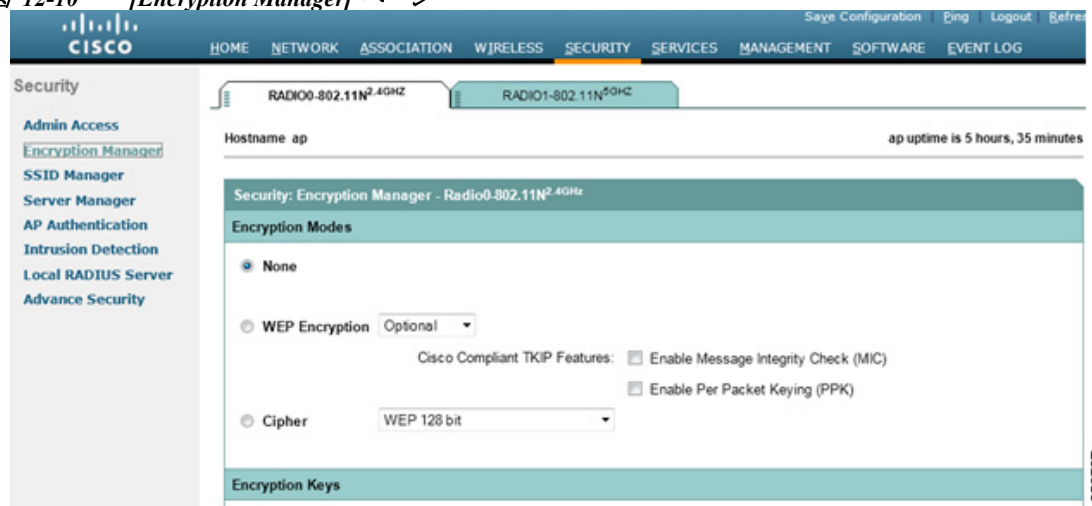 12-10 [Encryption Manager]
Save Configuration | Ping | Logout | Refres
CISCO
HOME NETWORK ASSOCIATION WIRELESS SECURITY SERVICES MANAGEMENT SOFTWARE EVENT LOG
Security
Admin Access
Encryption Manager
SSID Manager
Server Manager
AP Authentication
Intrusion Detection
Local RADIUS Server
Advance Security
RADIO0-802.11N2.4GHZ
RADIO1-802.11N5GHZ
Hostname ap
ap uptime is 5 hours, 35 minutes
Security: Encryption Manager - Radio0-802.11N2.4GHz
Encryption Modes
None
WEP Encryption Optional
Cisco Compliant TKIP Features: Enable Message Integrity Check (MIC)
Enable Per Packet Keying (PPK)
Cipher WEP 128 bit
Encryption Keys